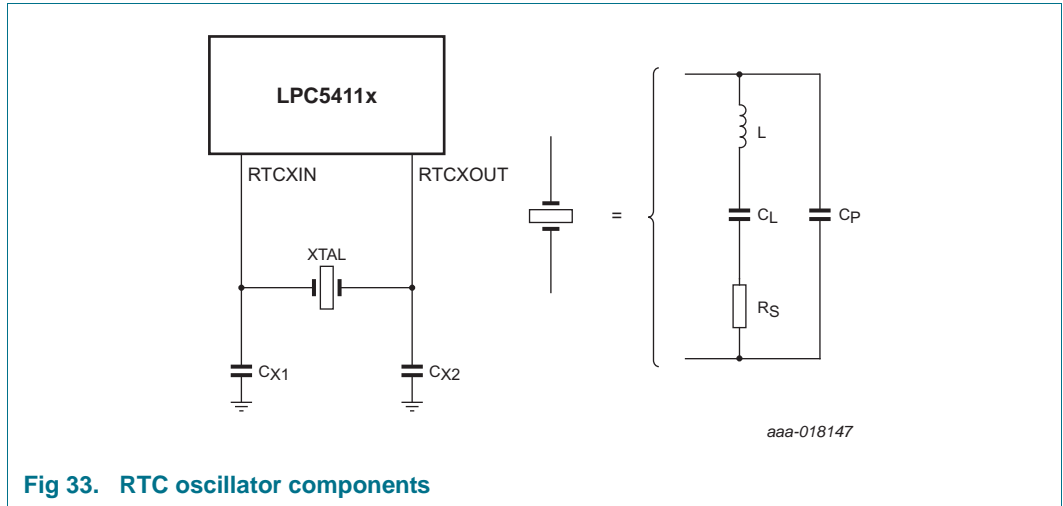 LPC5411x
RTCXIN
RTCXOUT
XTAL
CX1
CX2
=
L
CL
CP
RS
aaa-018147
Fig 33. RTC oscillator components